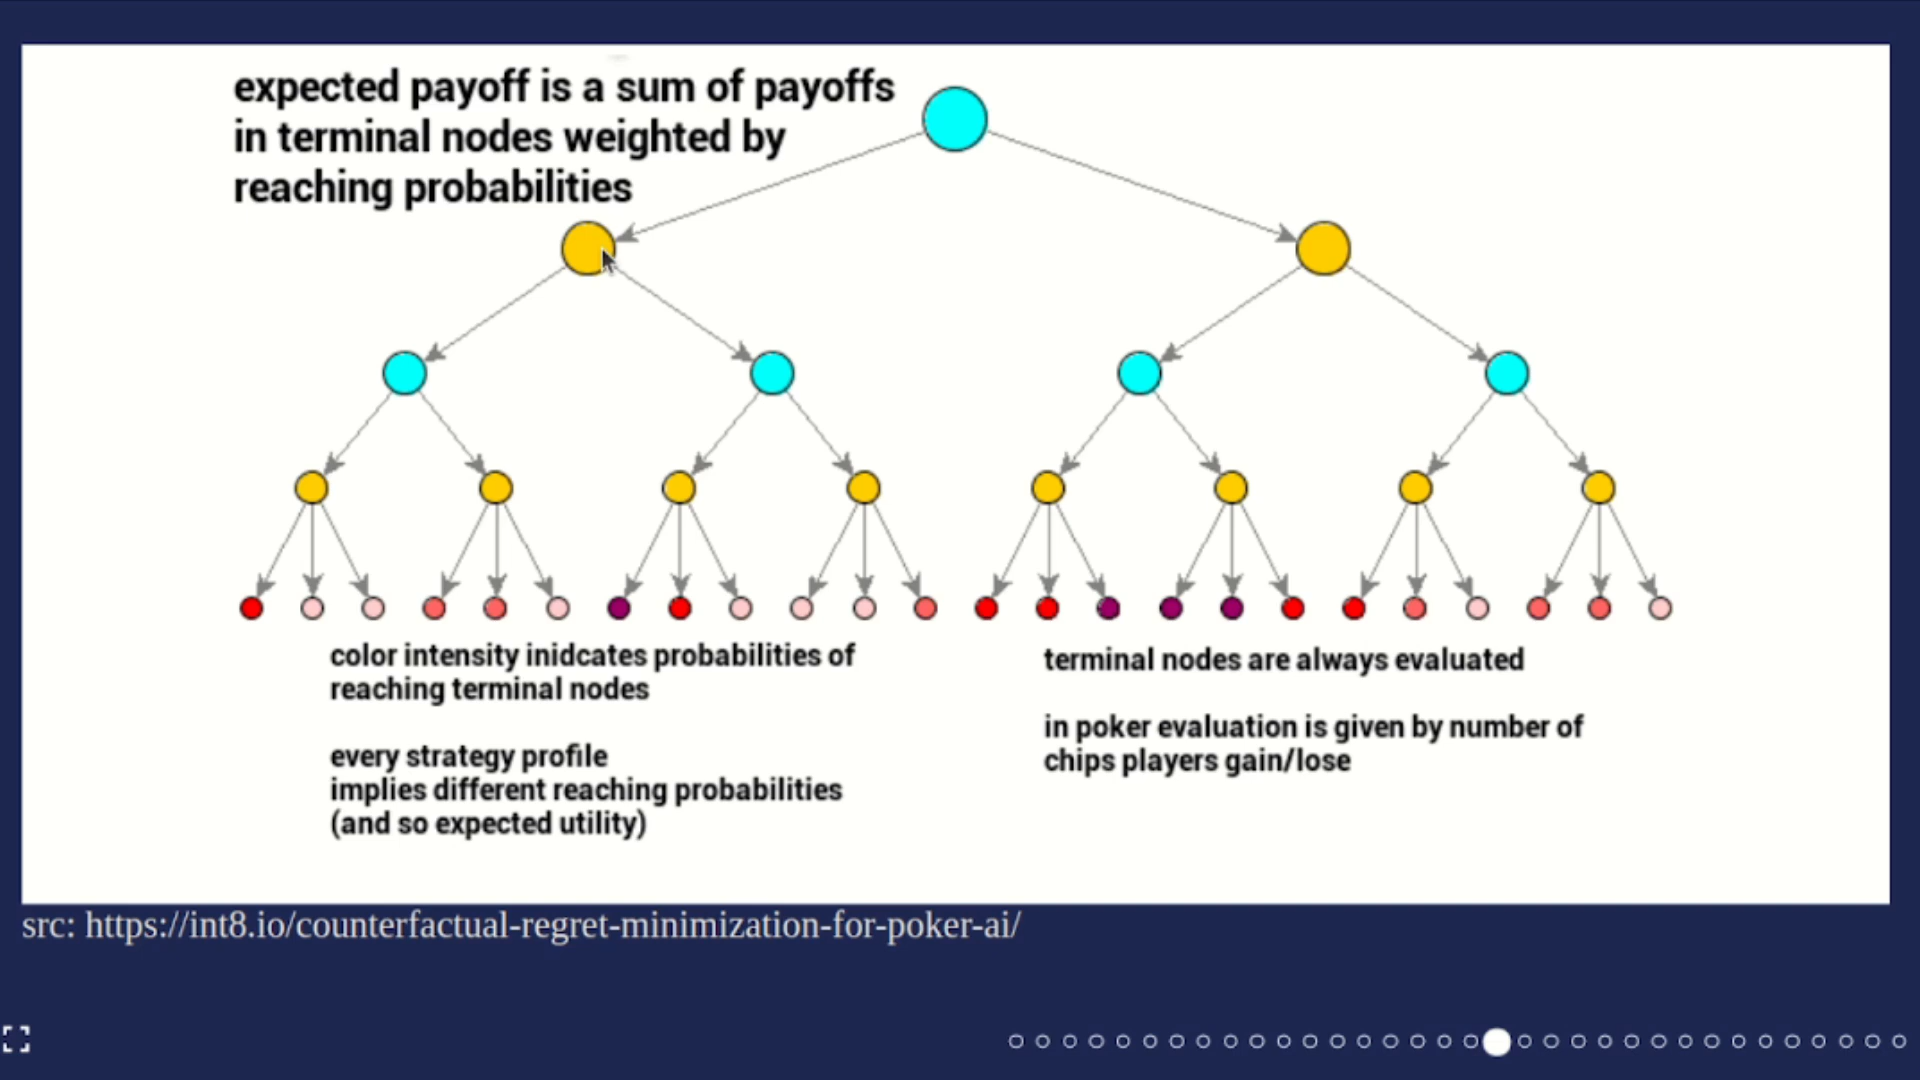 expected payoff is a sum of payoffs
in terminal nodes weighted by
reaching probabilities
color intensity inidcates probabilities of
reaching terminal nodes
every strategy profile
implies different reaching probabilities
(and so expected utility)
terminal nodes are always evaluated
in poker evaluation is given by number of
chips players gain/lose
src: https://int8.io/counterfactual-regret-minimization-for-poker-ai/